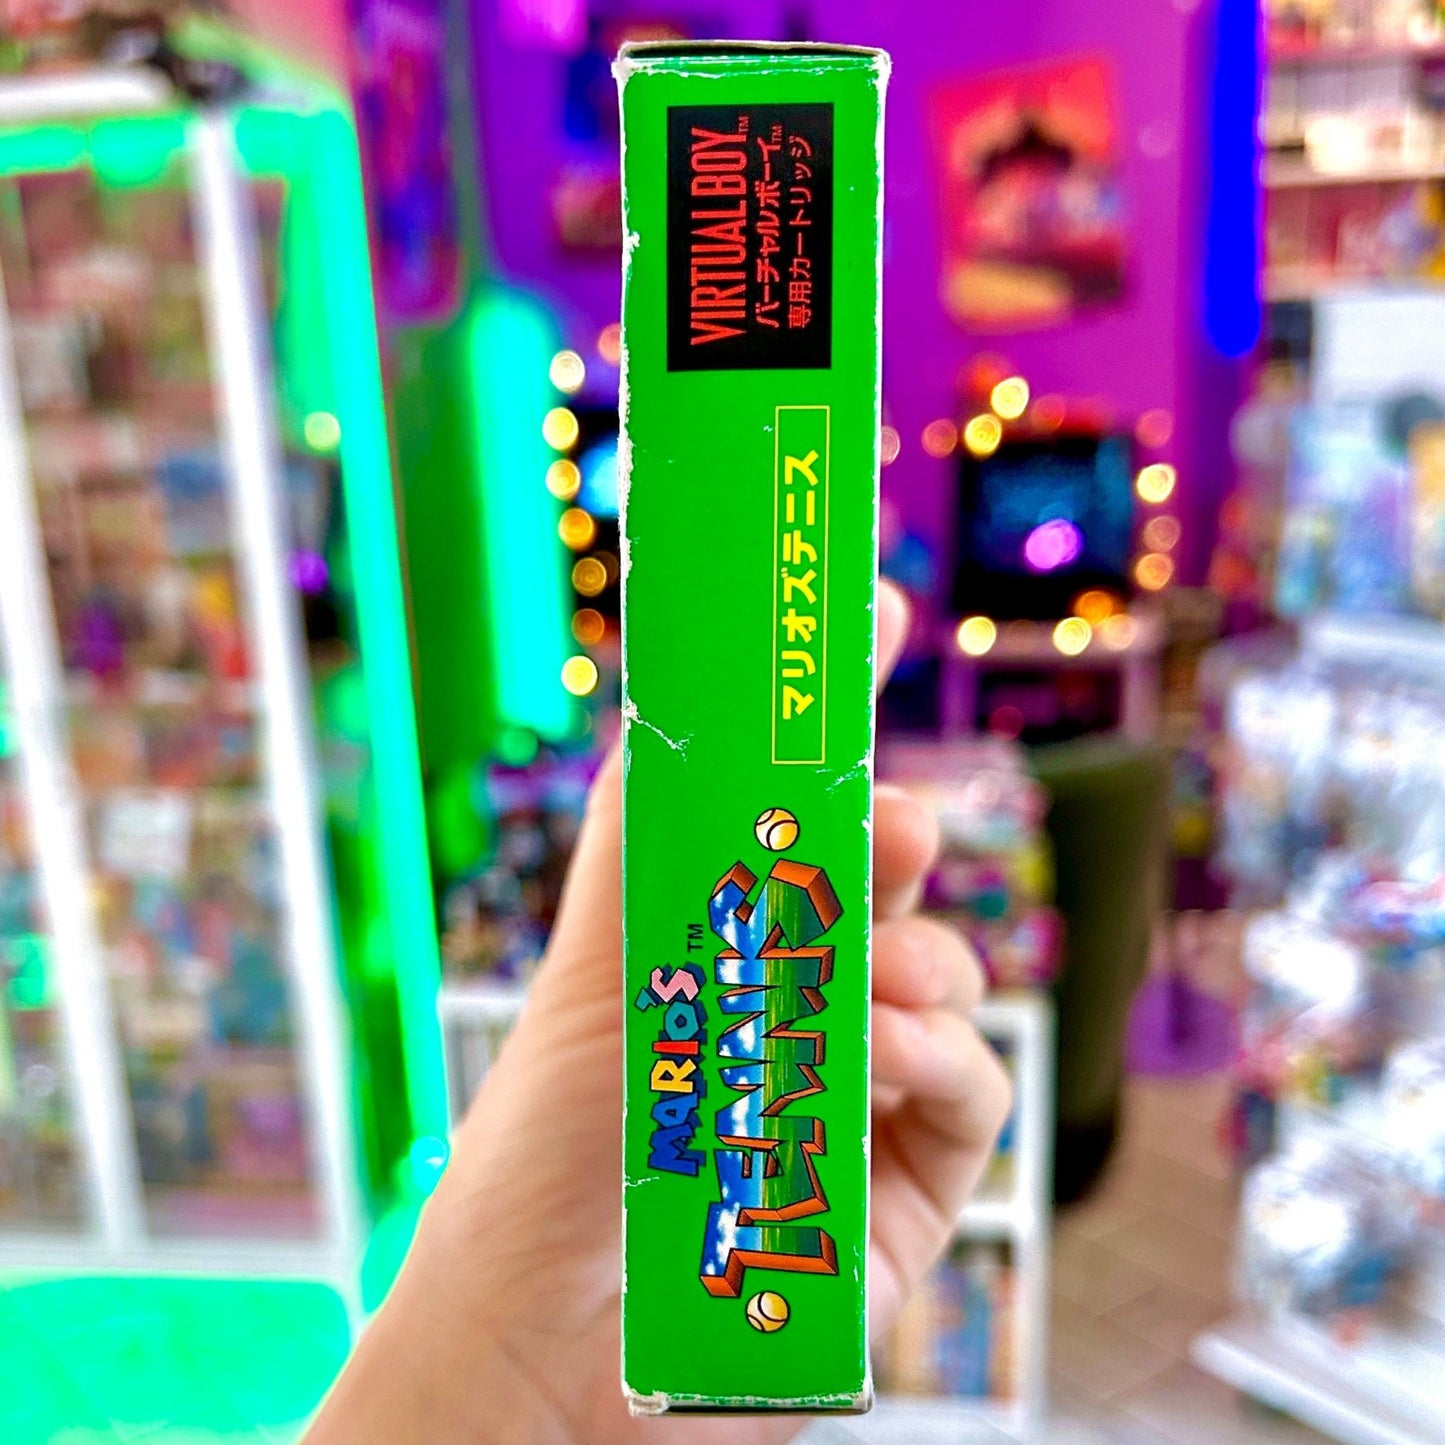 VIRTUAL BOY™
バーチャルボーイ™
専用カートリッジ
マリオズテニス
MARIO'S™
TENNIS